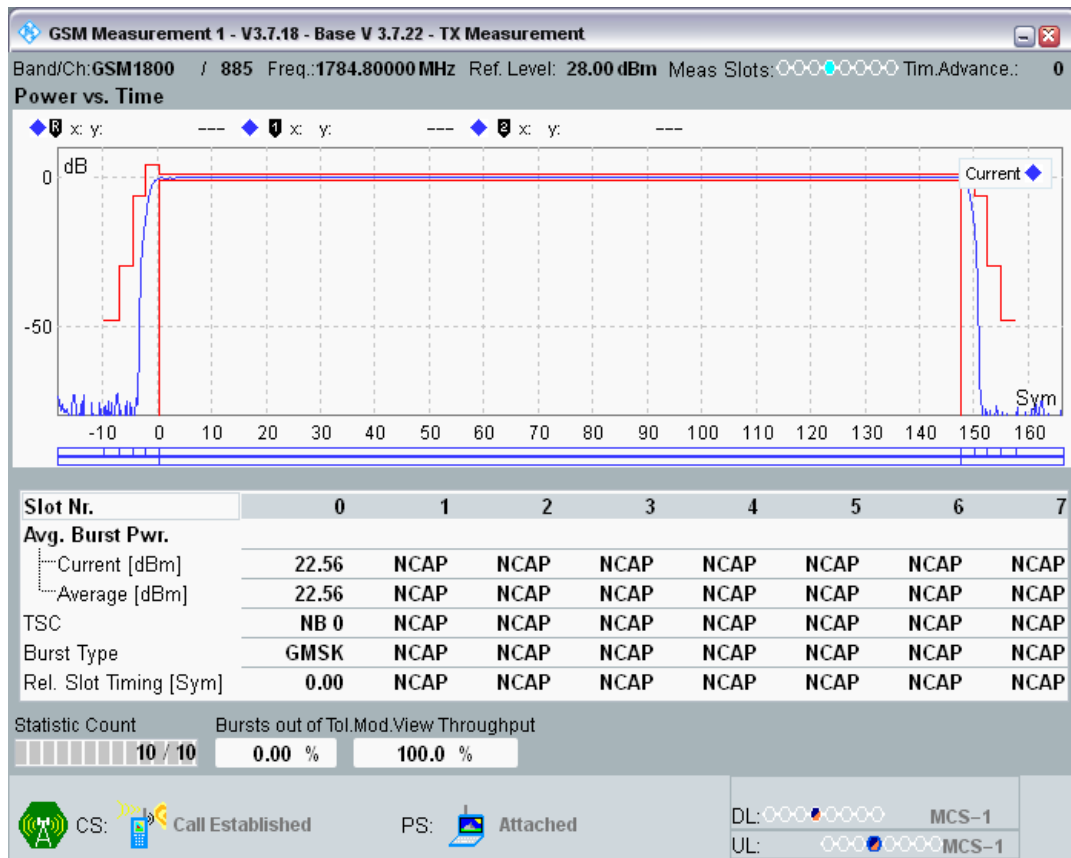 GSM Measurement 1 - V3.7.18 - Base V 3.7.22 - TX Measurement
Band/Ch:GSM1800 / 885 Freq.:1784.80000 MHz Ref. Level: 28.00 dBm Meas Slots: Tim.Advance.: 0
Power vs. Time
R x: y: --- 1 x: y: --- 2 x: y: ---
dB
0
Current
-50
Sym
-10 0 10 20 30 40 50 60 70 80 90 100 110 120 130 140 150 160
Slot Nr. 0 1 2 3 4 5 6 7
Avg. Burst Pwr.
Current [dBm] 22.56 NCAP NCAP NCAP NCAP NCAP NCAP NCAP
Average [dBm] 22.56 NCAP NCAP NCAP NCAP NCAP NCAP NCAP
TSC NB 0 NCAP NCAP NCAP NCAP NCAP NCAP NCAP
Burst Type GMSK NCAP NCAP NCAP NCAP NCAP NCAP NCAP
Rel. Slot Timing [Sym] 0.00 NCAP NCAP NCAP NCAP NCAP NCAP NCAP
Statistic Count Bursts out of Tol.Mod.View Throughput
10 / 10 0.00 % 100.0 %
CS: Call Established PS: Attached
DL: MCS-1
UL: MCS-1